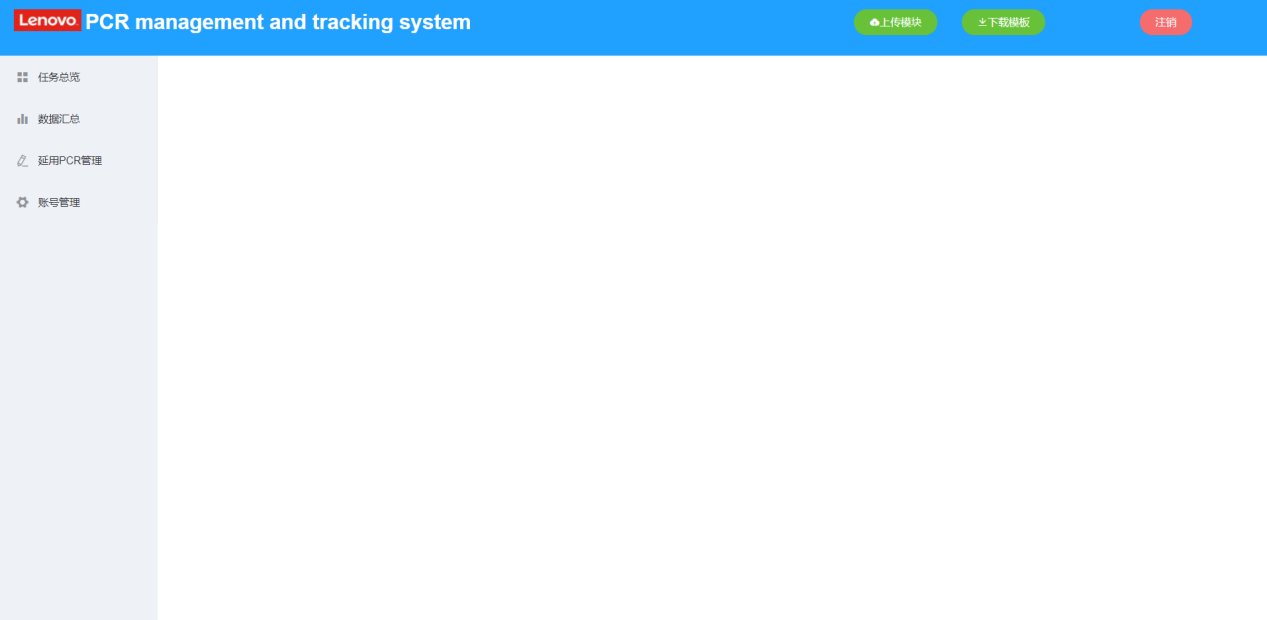 Lenovo PCR management and tracking system
上传模块
下载模板
注销
任务总览
数据汇总
延用PCR管理
账号管理